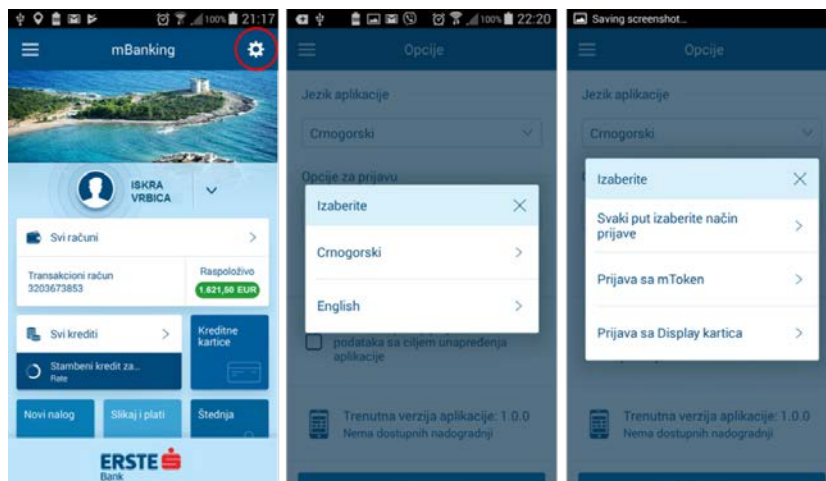 100% 21:17
mBanking
ISKRA
VRBICA
Svi računi
Transakcioni račun
3203673853
Raspoloživo
1.621,50 EUR
Svi krediti
Kreditne
kartice
Stambeni kredit za...
Rate
Novi nalog
Slikaj i plati
Štednja
ERSTE
Bank
100% 22:20
Opcije
Jezik aplikacije
Crnogorski
Opcije za prijavu
Izaberite
Crnogorski
English
podataka sa ciljem unapređenja
aplikacije
Trenutna verzija aplikacije: 1.0.0
Nema dostupnih nadogradnji
Saving screenshot...
Opcije
Jezik aplikacije
Crnogorski
Izaberite
Svaki put izaberite način
prijave
Prijava sa mToken
Prijava sa Display kartica
Trenutna verzija aplikacije: 1.0.0
Nema dostupnih nadogradnji